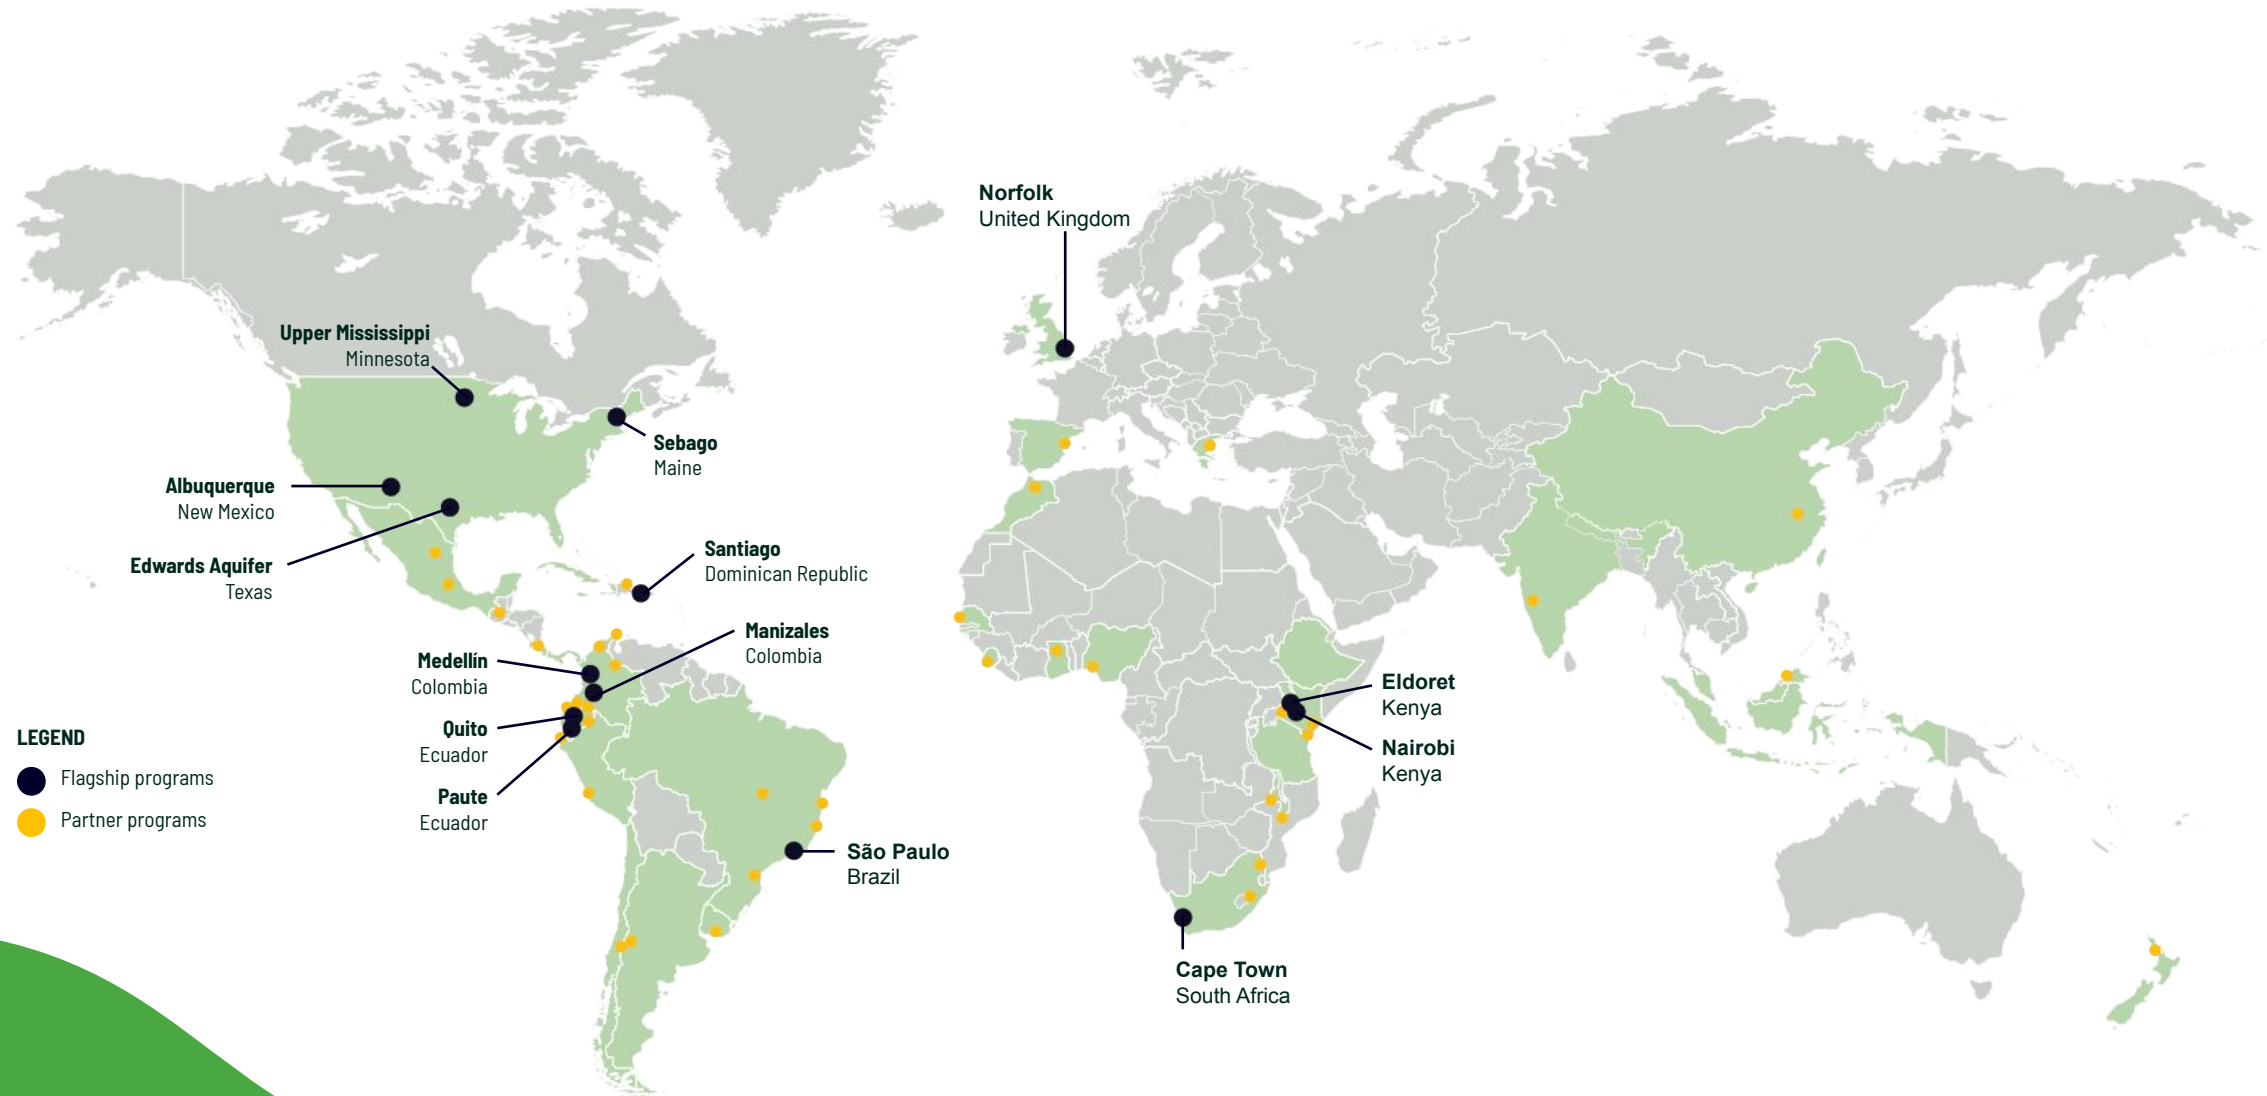 Norfolk
United Kingdom
Upper Mississippi
Minnesota
Sebago
Maine
Albuquerque
New Mexico
Edwards Aquifer
Texas
Santiago
Dominican Republic
Manizales
Colombia
Medellín
Colombia
Quito
Ecuador
Paute
Ecuador
São Paulo
Brazil
Eldoret
Kenya
Nairobi
Kenya
Cape Town
South Africa
LEGEND
Flagship programs
Partner programs